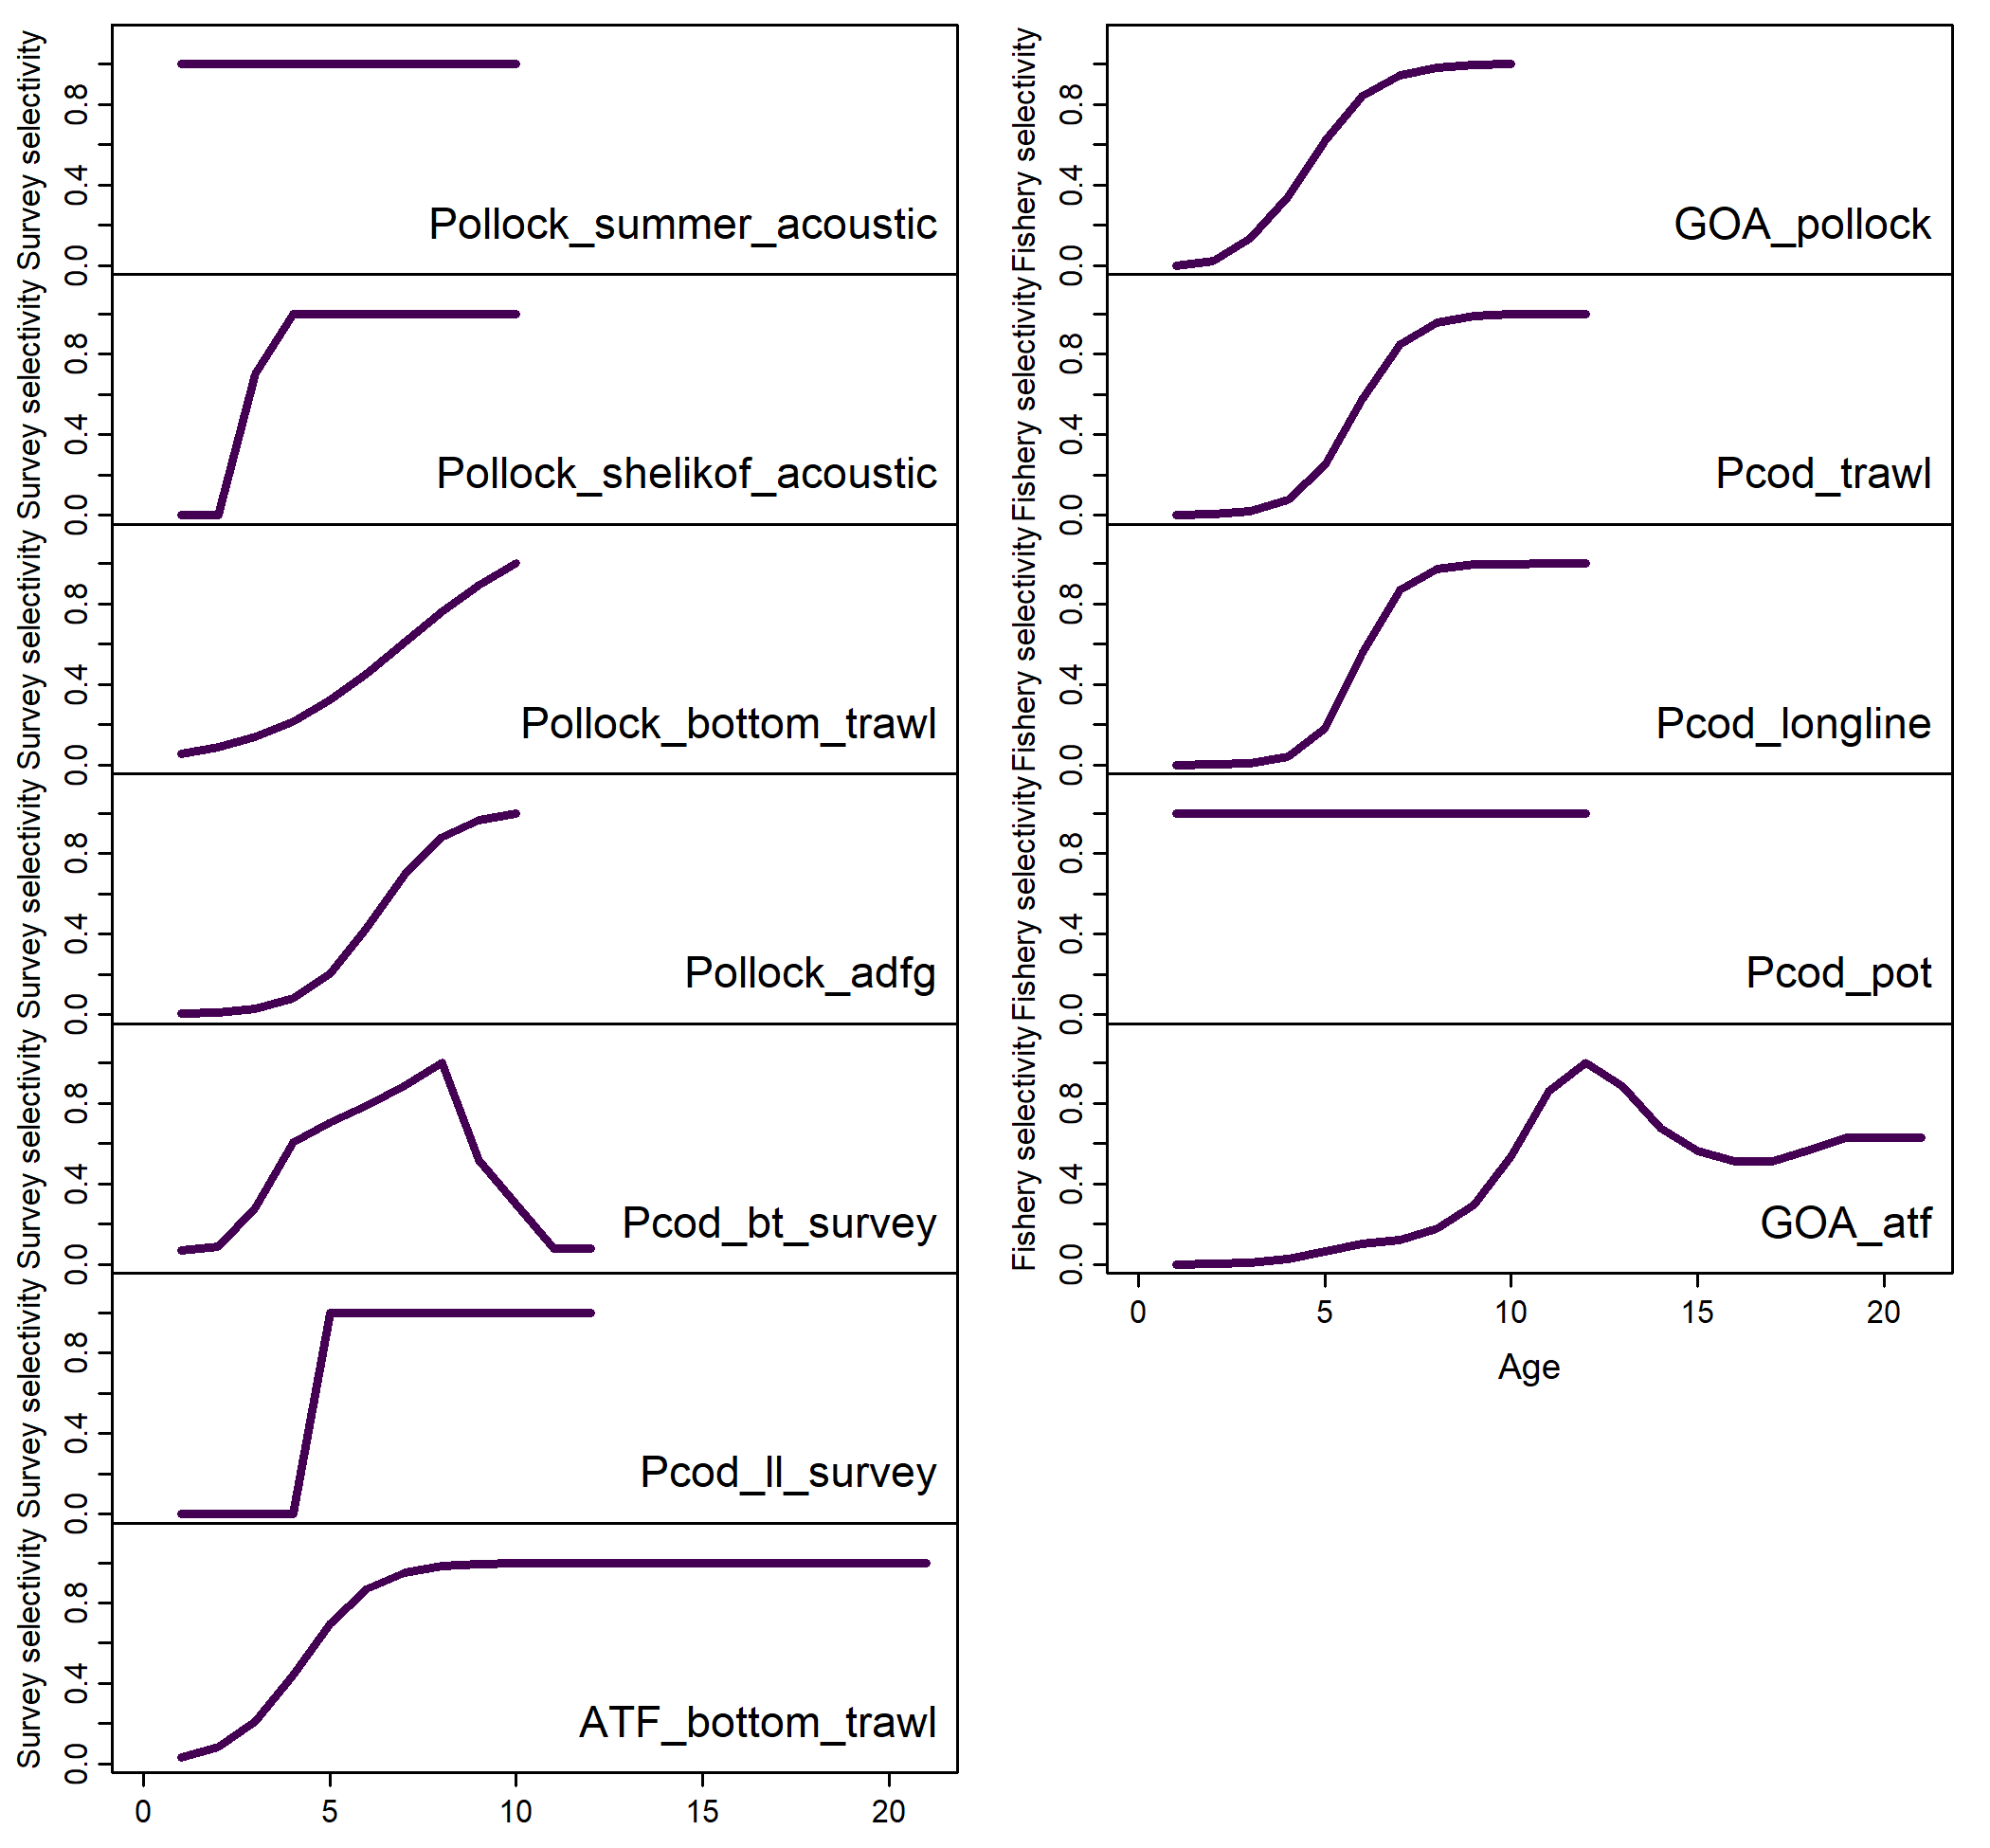 Survey selectivity
0.0 0.4 0.8
Pollock_summer_acoustic
Survey selectivity
0.0 0.4 0.8
Pollock_shelikof_acoustic
Survey selectivity
0.0 0.4 0.8
Pollock_bottom_trawl
Survey selectivity
0.0 0.4 0.8
Pollock_adfg
Survey selectivity
0.0 0.4 0.8
Pcod_bt_survey
Survey selectivity
0.0 0.4 0.8
Pcod_ll_survey
Survey selectivity
0.0 0.4 0.8
ATF_bottom_trawl
0 5 10 15 20
Fishery selectivity
0.0 0.4 0.8
GOA_pollock
Fishery selectivity
0.0 0.4 0.8
Pcod_trawl
Fishery selectivity
0.0 0.4 0.8
Pcod_longline
Fishery selectivity
0.0 0.4 0.8
Pcod_pot
Fishery selectivity
0.0 0.4 0.8
GOA_atf
0 5 10 15 20
Age